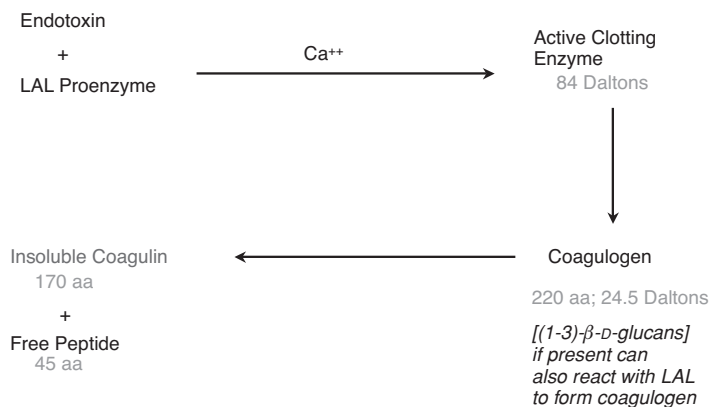 Endotoxin
+
LAL Proenzyme
Ca++
Active Clotting
Enzyme
84 Daltons
Coagulogen
220 aa; 24.5 Daltons
[(1-3)-β-D-glucans]
if present can
also react with LAL
to form coagulogen
Insoluble Coagulin
170 aa
+
Free Peptide
45 aa